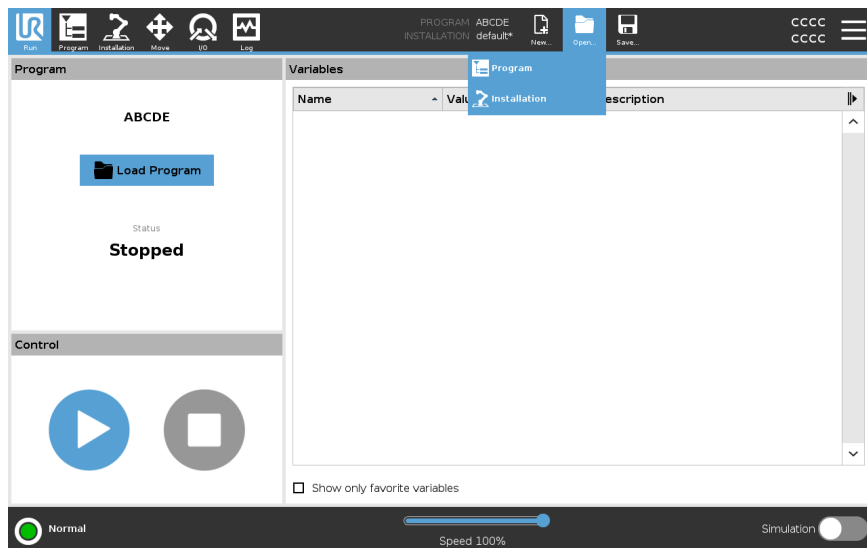 UR
PROGRAM ABCDE
INSTALLATION default*
CCCC
CCCC
Run Program Installation Move I/O Log New... Open... Save...
Program
Variables
Program
Installation
Name Valu escription
ABCDE
Load Program
Status
Stopped
Control
Show only favorite variables
Normal
Speed 100%
Simulation